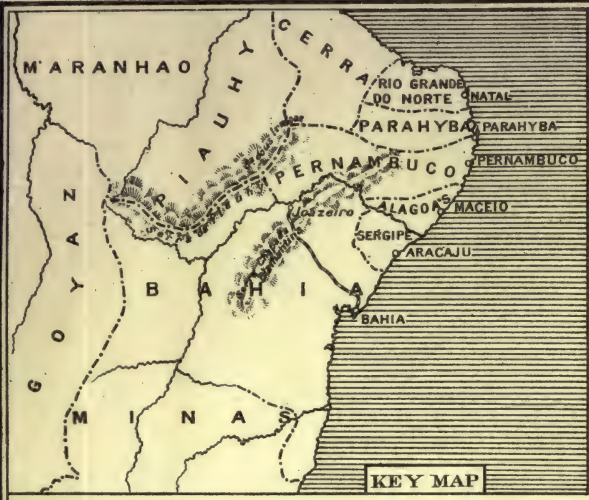 M'ARANHAO
PIAUHY
CERRA
RIO GRANDE
DO NORTE
NATAL
PARAHYBA
PARAHYBA
PERNAMBUCO
PERNAMBUCO
ALAGOAS
MACEIO
Joazeiro
SERGIPE
ARACAJU
GOYAZ
BAHIA
BAHIA
MINAS
KEY MAP